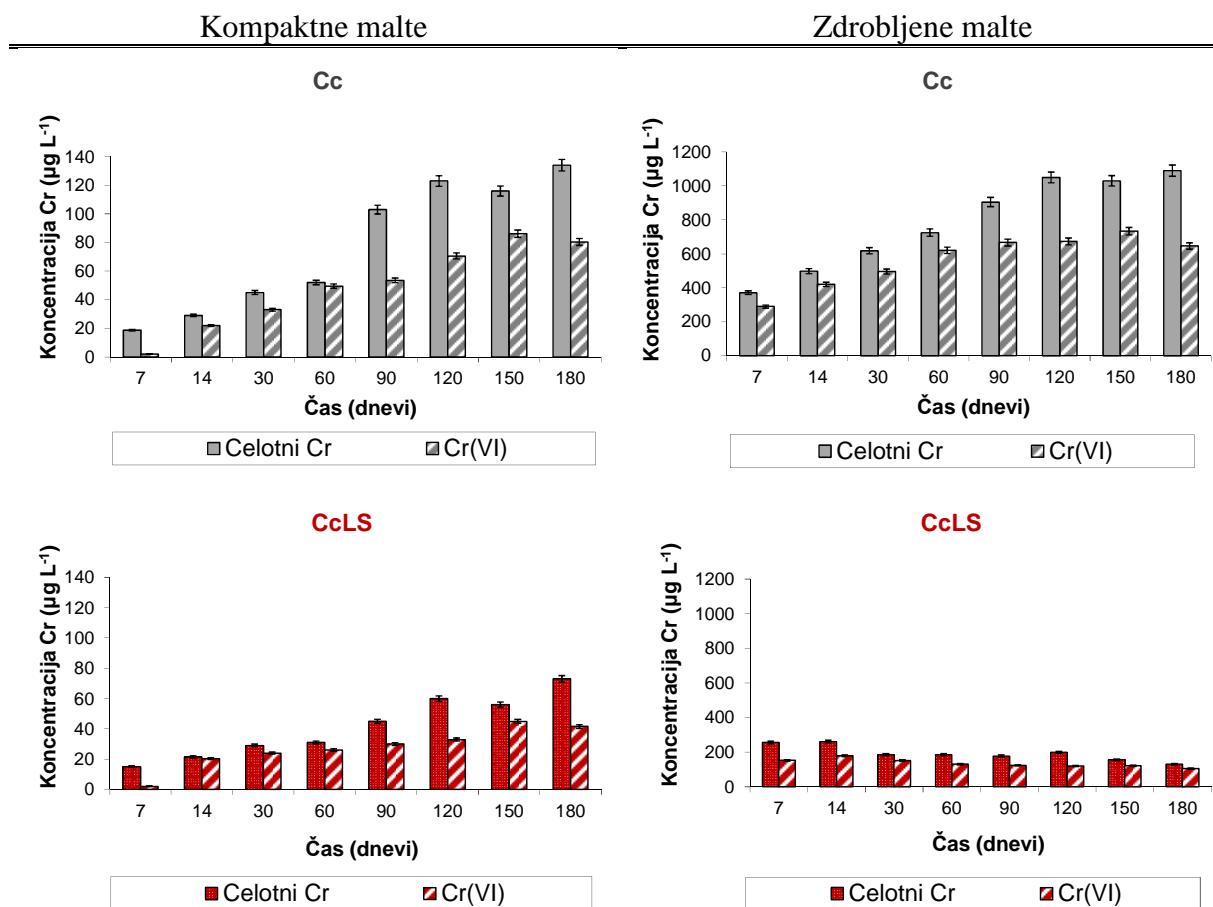 Kompaktne malte
Zdrobljene malte
Cc
Koncentracija Cr (µg L⁻¹)
140
120
100
80
60
40
20
0
7 14 30 60 90 120 150 180
Čas (dnevi)
Celotni Cr Cr(VI)
Cc
Koncentracija Cr (µg L⁻¹)
1200
1000
800
600
400
200
0
7 14 30 60 90 120 150 180
Čas (dnevi)
Celotni Cr Cr(VI)
CcLS
Koncentracija Cr (µg L⁻¹)
140
120
100
80
60
40
20
0
7 14 30 60 90 120 150 180
Čas (dnevi)
Celotni Cr Cr(VI)
CcLS
Koncentracija Cr (µg L⁻¹)
1200
1000
800
600
400
200
0
7 14 30 60 90 120 150 180
Čas (dnevi)
Celotni Cr Cr(VI)